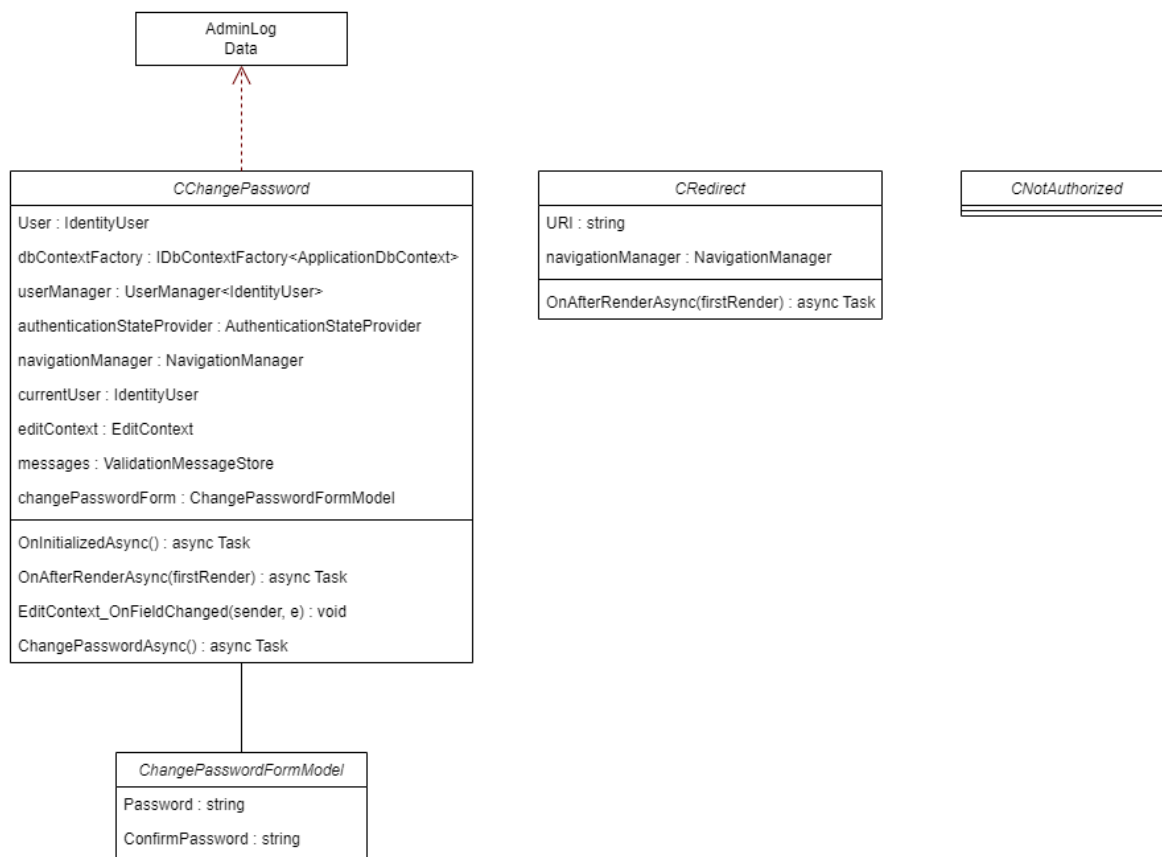 AdminLog
Data
CChangePassword
User : IdentityUser
dbContextFactory : IDbContextFactory<ApplicationDbContext>
userManager : UserManager<IdentityUser>
authenticationStateProvider : AuthenticationStateProvider
navigationManager : NavigationManager
currentUser : IdentityUser
editContext : EditContext
messages : ValidationMessageStore
changePasswordForm : ChangePasswordFormModel
OnInitializedAsync() : async Task
OnAfterRenderAsync(firstRender) : async Task
EditContext_OnFieldChanged(sender, e) : void
ChangePasswordAsync() : async Task
CRedirect
URI : string
navigationManager : NavigationManager
OnAfterRenderAsync(firstRender) : async Task
CNotAuthorized
ChangePasswordFormModel
Password : string
ConfirmPassword : string